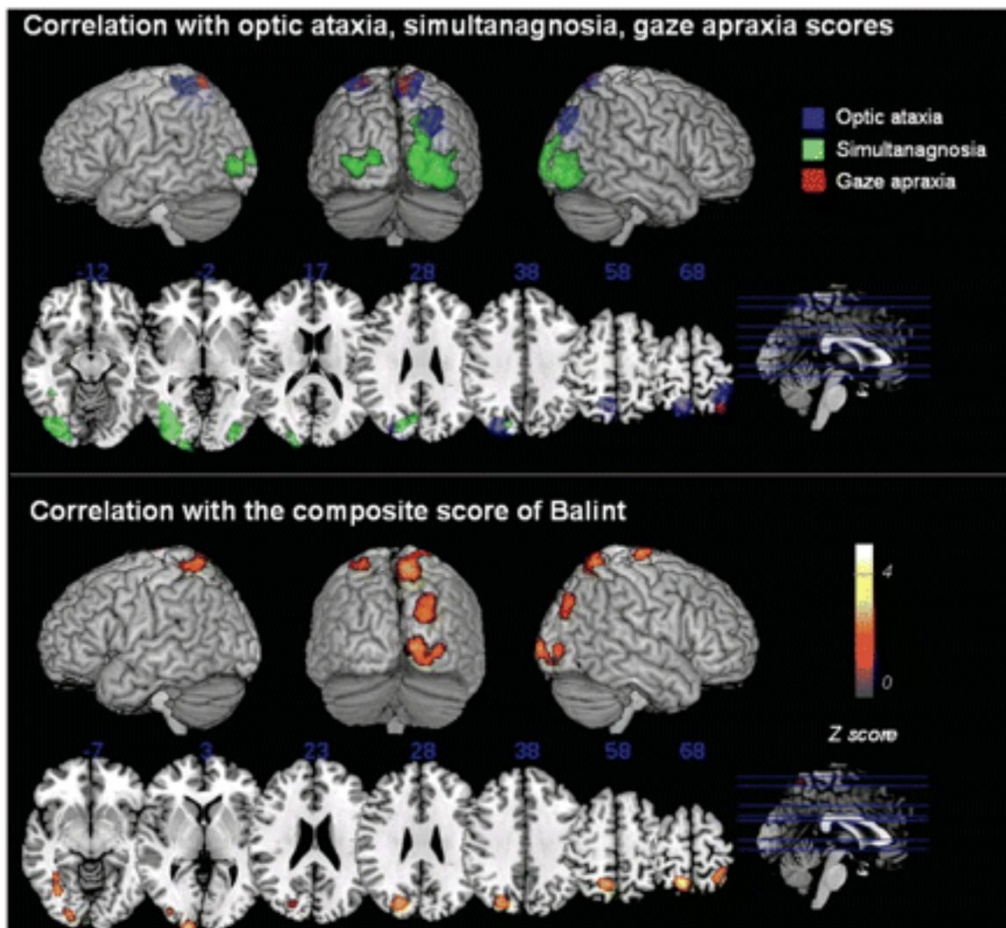 Correlation with optic ataxia, simultanagnosia, gaze apraxia scores
Optic ataxia
Simultanagnosia
Gaze apraxia
-12 -2 17 28 38 58 68
Correlation with the composite score of Balint
4
0
Z score
-7 3 23 28 38 58 68